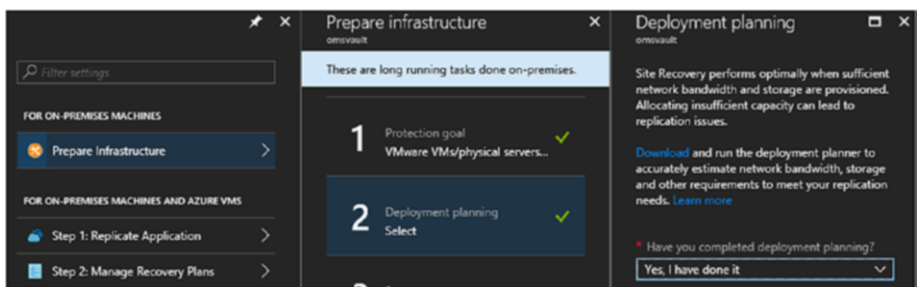 Filter settings
FOR ON-PREMISES MACHINES
Prepare Infrastructure
FOR ON-PREMISES MACHINES AND AZURE VMS
Step 1: Replicate Application
Step 2: Manage Recovery Plans
Prepare infrastructure
omsvault
These are long running tasks done on-premises.
1
Protection goal
VMware VMs/physical servers...
2
Deployment planning
Select
Deployment planning
omsvault
Site Recovery performs optimally when sufficient
network bandwidth and storage are provisioned.
Allocating insufficient capacity can lead to
replication issues.
Download and run the deployment planner to
accurately estimate network bandwidth, storage
and other requirements to meet your replication
needs. Learn more
* Have you completed deployment planning?
Yes, I have done it